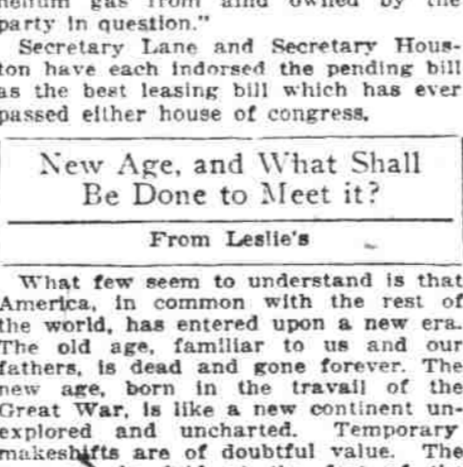 party in question."
Secretary Lane and Secretary Hous-
ton have each indorsed the pending bill
as the best leasing bill which has ever
passed either house of congress.
New Age, and What Shall
Be Done to Meet it?
From Leslie's
What few seem to understand is that
America, in common with the rest of
the world, has entered upon a new era.
The old age, familiar to us and our
fathers, is dead and gone forever. The
new age, born in the travail of the
Great War, is like a new continent un-
explored and uncharted. Temporary
makeshifts are of doubtful value. The